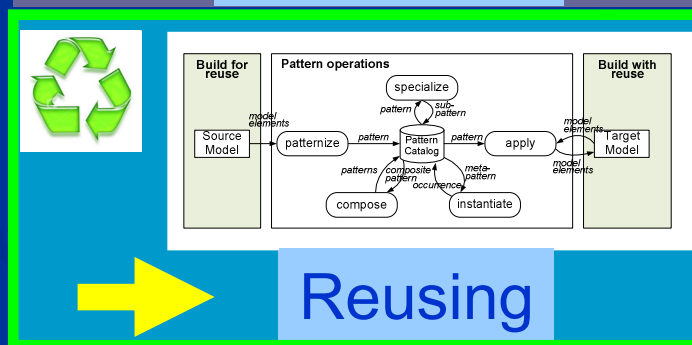 Build for
reuse
Pattern operations
Build with
reuse
specialize
pattern
sub-
pattern
model
elements
Source
Model
patternize
pattern
Pattern
Catalog
pattern
apply
model
elements
Target
Model
model
elements
patterns
composite
pattern
meta-
pattern
occurrence
compose
instantiate
Reusing